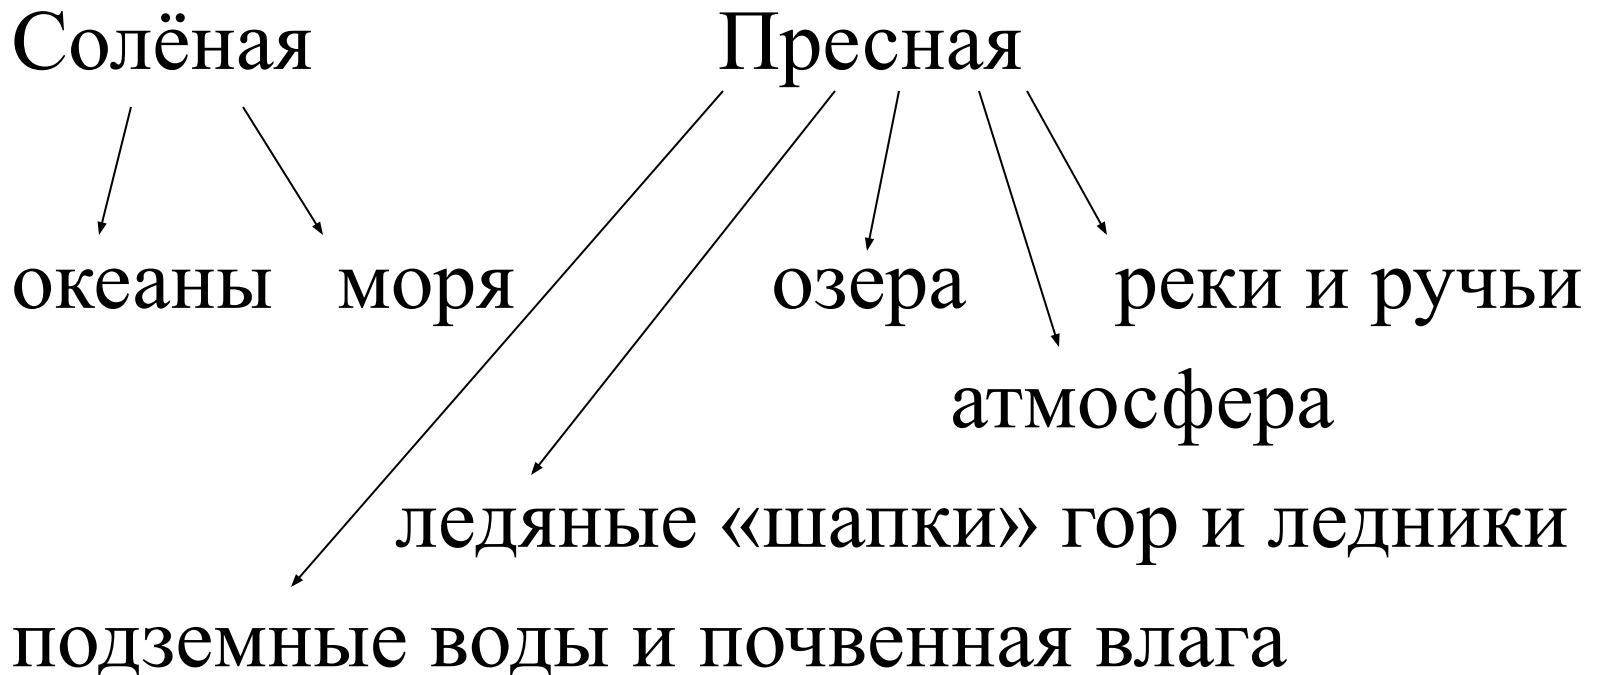 Солёная Пресная
океаны моря озера реки и ручьи
атмосфера
ледяные «шапки» гор и ледники
подземные воды и почвенная влага